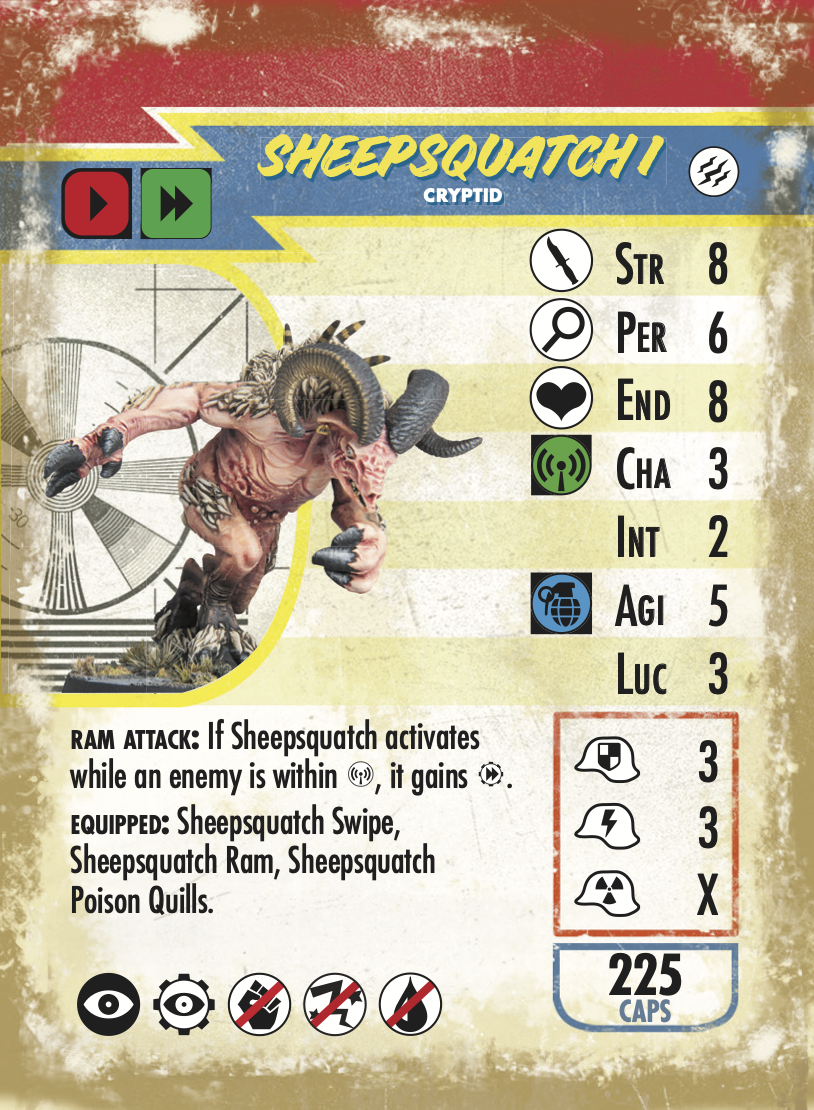 SHEEPSQUATCH I
CRYPTID
STR 8
PER 6
END 8
CHA 3
INT 2
AGI 5
LUC 3
30
RAM ATTACK: If Sheepsquatch activates
while an enemy is within , it gains .
EQUIPPED: Sheepsquatch Swipe,
Sheepsquatch Ram, Sheepsquatch
Poison Quills.
3
3
X
225
CAPS